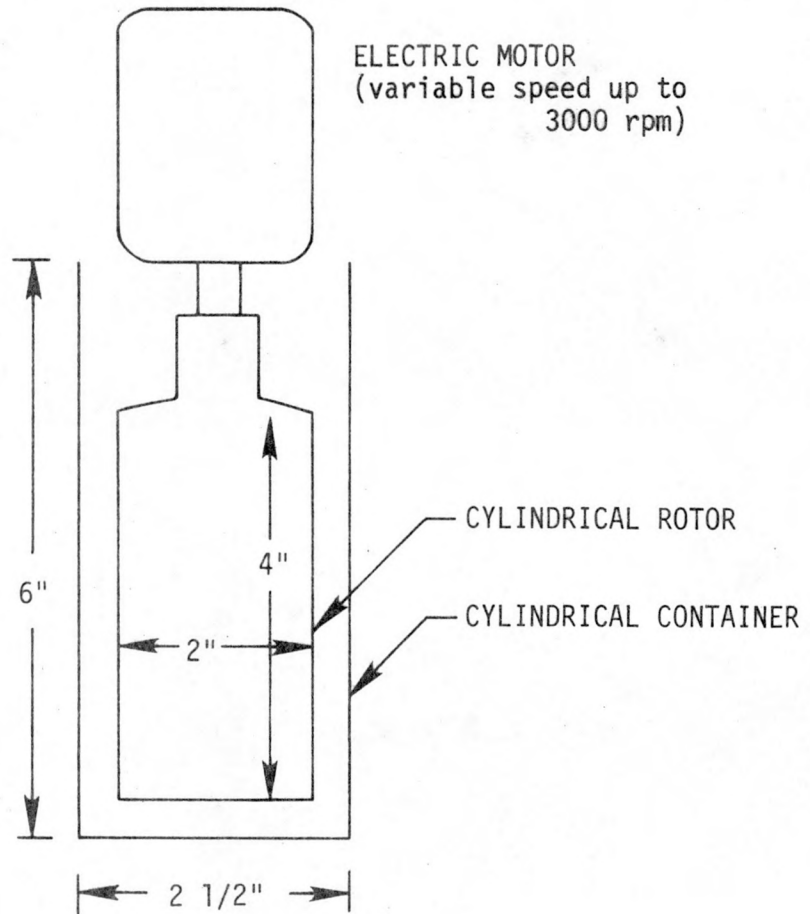 ELECTRIC MOTOR
(variable speed up to
3000 rpm)
CYLINDRICAL ROTOR
4"
6"
CYLINDRICAL CONTAINER
2"
2 1/2"